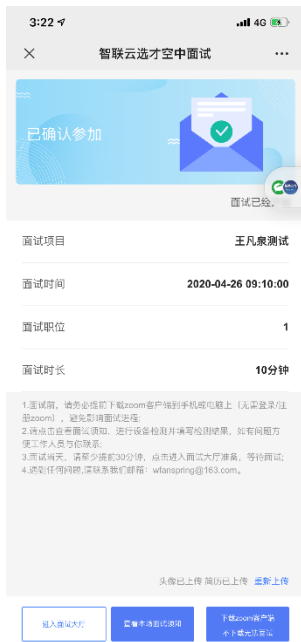 3:22
4G
智联云选才空中面试
已确认参加
面试已经
面试项目 王凡泉测试
面试时间 2020-04-26 09:10:00
面试职位 1
面试时长 10分钟
1.面试前，请务必提前下载zoom客户端到手机或电脑上（无需登录/注
册zoom），避免影响面试进程;
2.请点击查看面试须知，进行设备检测并填写检测结果，如有问题方
便工作人员与你联系;
3.面试当天，请至少提前30分钟，点击进入面试大厅准备，等待面试;
4.遇到任何问题,请联系我们邮箱：wfanspring@163.com。
头像已上传 简历已上传 重新上传
进入面试大厅
查看本场面试须知
下载zoom客户端
不下载无法面试